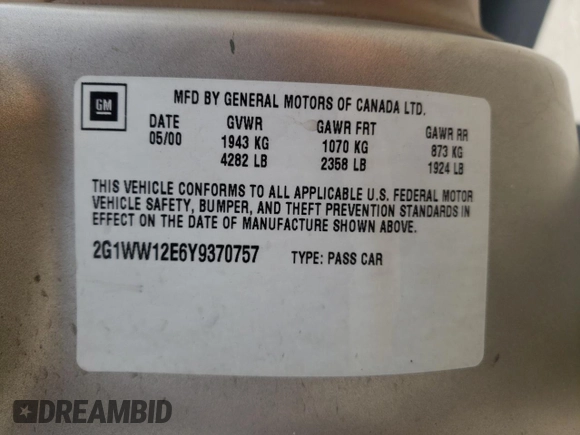 GM
MFD BY GENERAL MOTORS OF CANADA LTD.
DATE GVWR GAWR FRT GAWR RR
05/00 1943 KG 1070 KG 873 KG
4282 LB 2358 LB 1924 LB
THIS VEHICLE CONFORMS TO ALL APPLICABLE U.S. FEDERAL MOTOR
VEHICLE SAFETY, BUMPER, AND THEFT PREVENTION STANDARDS IN
EFFECT ON THE DATE OF MANUFACTURE SHOWN ABOVE.
2G1WW12E6Y9370757 TYPE: PASS CAR
DREAMBID